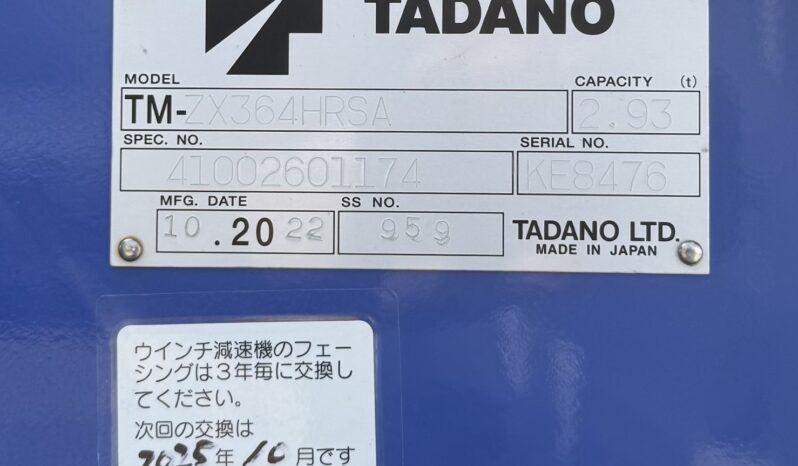 TADANO
MODEL
CAPACITY (t)
TM-ZX364HRSA
2.93
SPEC. NO.
SERIAL NO.
41002601174
KE8476
MFG. DATE
SS NO.
10 .20 22
959
TADANO LTD.
MADE IN JAPAN
ウインチ減速機のフェー
シングは3年毎に交換し
てください。
次回の交換は
2025年10月です